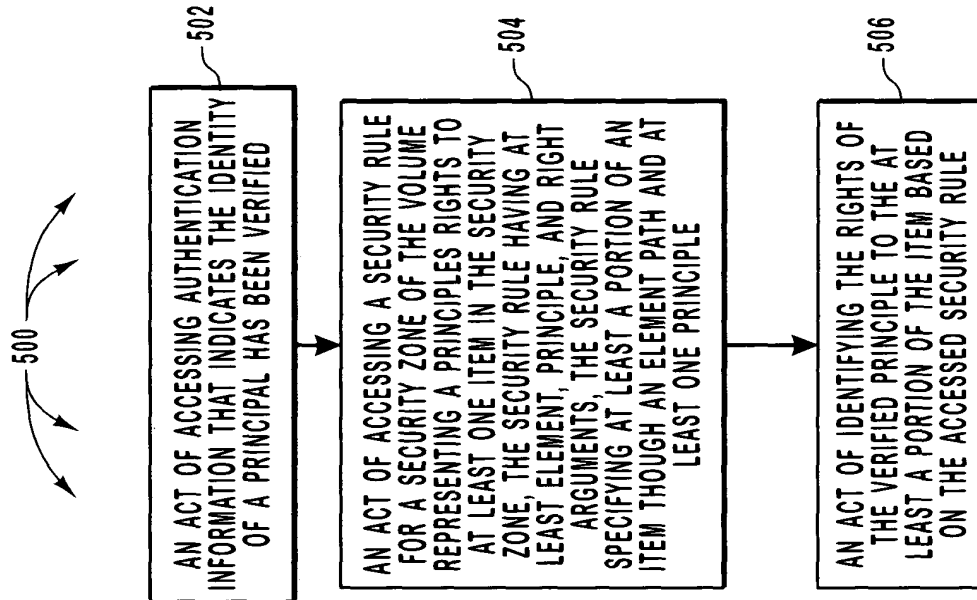 500
AN ACT OF ACCESSING AUTHENTICATION
INFORMATION THAT INDICATES THE IDENTITY
OF A PRINCIPAL HAS BEEN VERIFIED
502
AN ACT OF ACCESSING A SECURITY RULE
FOR A SECURITY ZONE OF THE VOLUME
REPRESENTING A PRINCIPLES RIGHTS TO
AT LEAST ONE ITEM IN THE SECURITY
ZONE, THE SECURITY RULE HAVING AT
LEAST ELEMENT, PRINCIPLE, AND RIGHT
ARGUMENTS, THE SECURITY RULE
SPECIFYING AT LEAST A PORTION OF AN
ITEM THOUGH AN ELEMENT PATH AND AT
LEAST ONE PRINCIPLE
504
AN ACT OF IDENTIFYING THE RIGHTS OF
THE VERIFIED PRINCIPLE TO THE AT
LEAST A PORTION OF THE ITEM BASED
ON THE ACCESSED SECURITY RULE
506